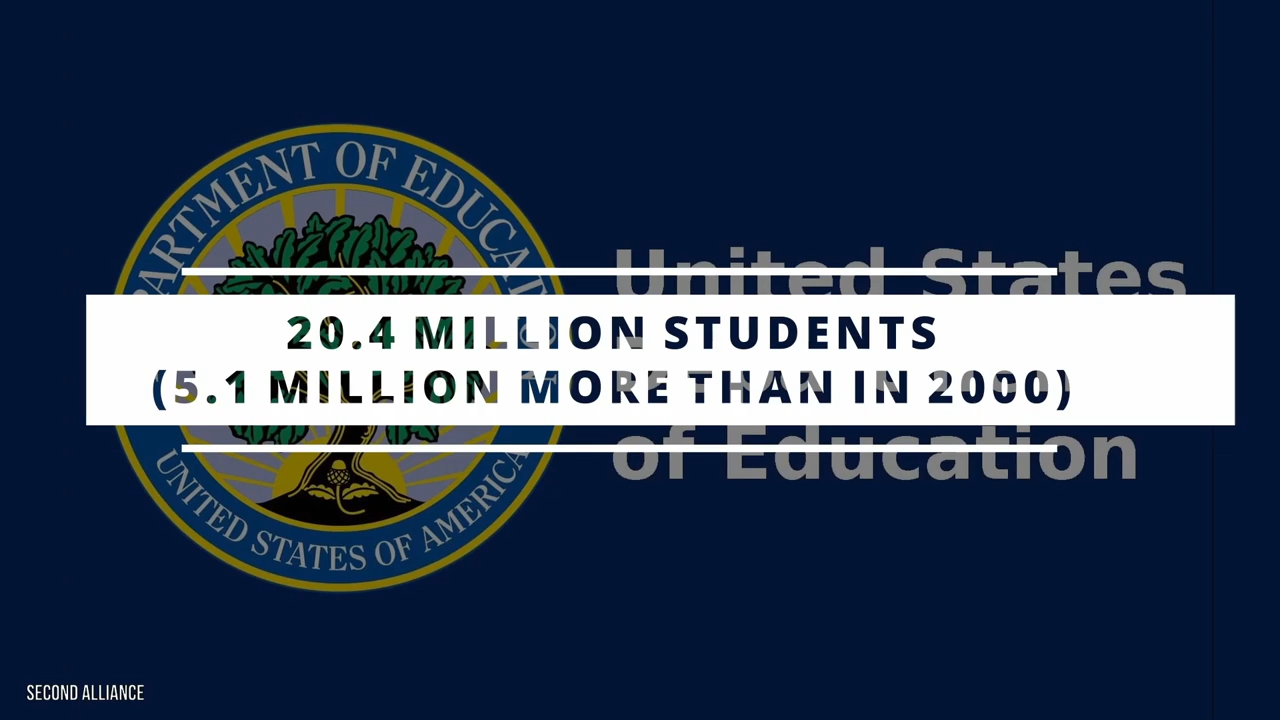 DEPARTMENT OF EDUCATION
United States
20.4 MILLION STUDENTS
(5.1 MILLION MORE THAN IN 2000)
of Education
UNITED STATES OF AMERICA
SECOND ALLIANCE